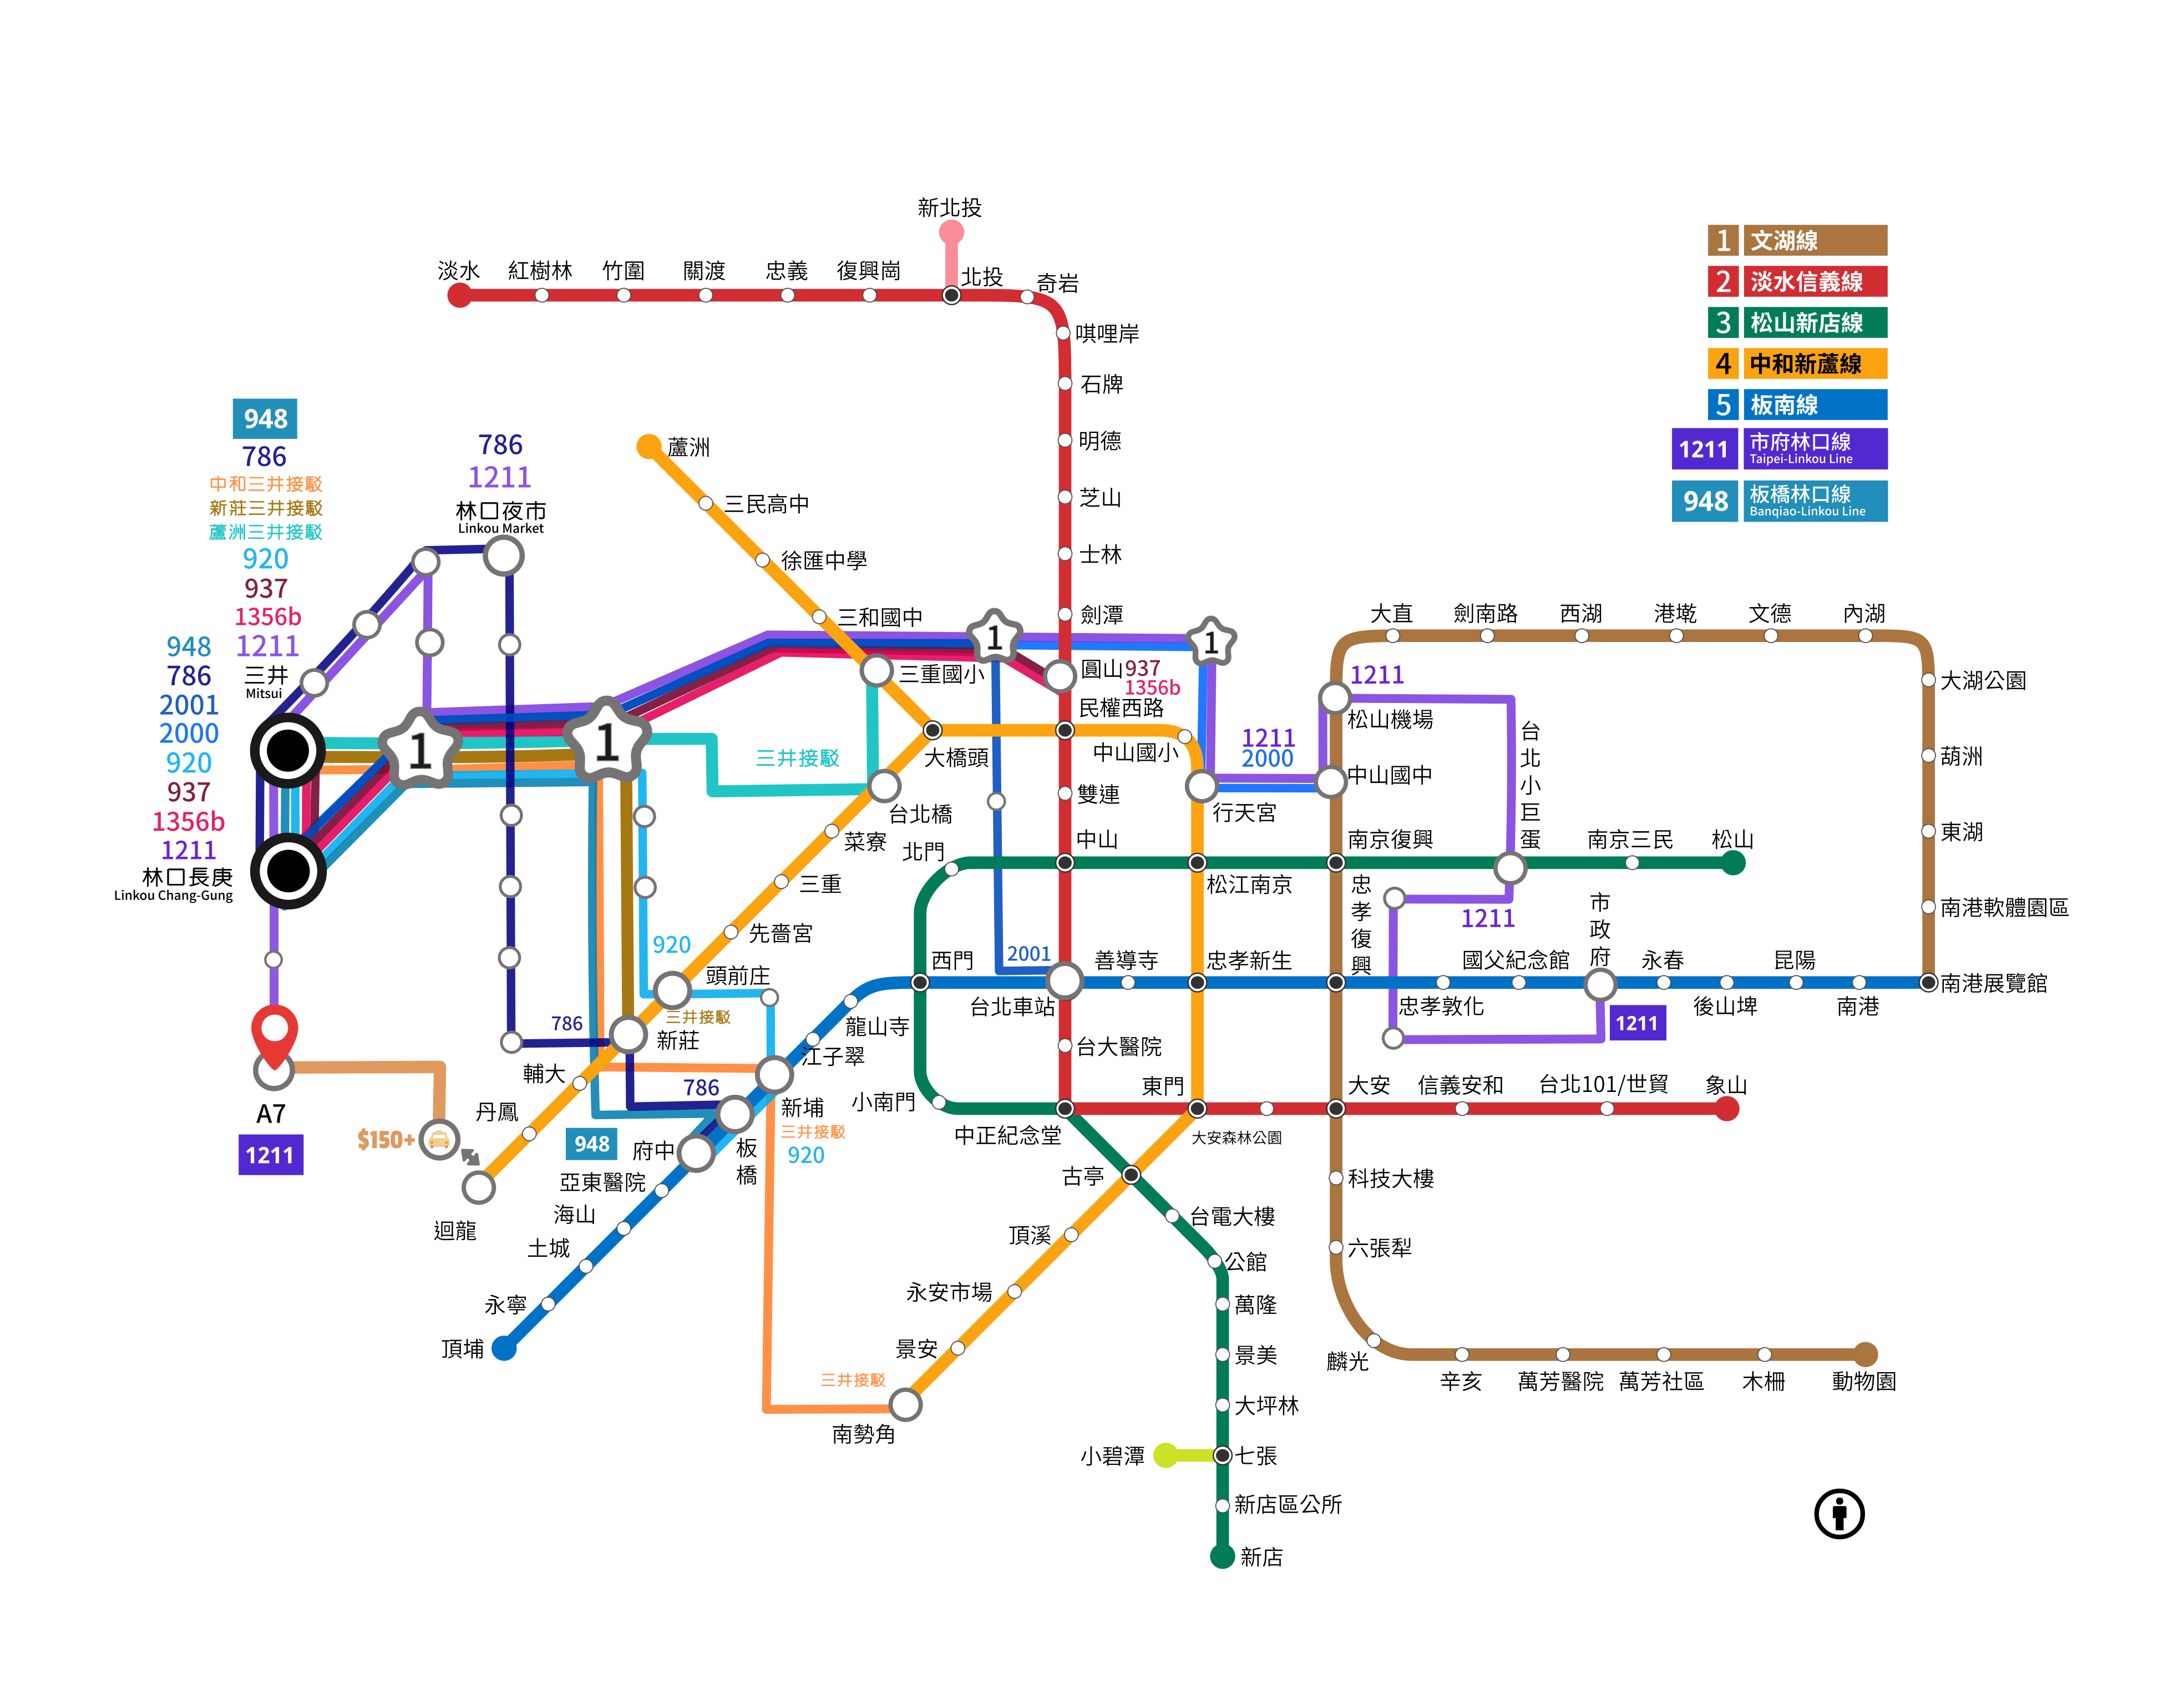 新北投
淡水
紅樹林
竹圍
關渡
忠義
復興崗
北投
奇岩
唭哩岸
石牌
明德
芝山
士林
劍潭
圓山
937
1356b
民權西路
雙連
中山
台北車站
台大醫院
中正紀念堂
1 文湖線
2 淡水信義線
3 松山新店線
4 中和新蘆線
5 板南線
1211 市府林口線
Taipei-Linkou Line
948 板橋林口線
Banqiao-Linkou Line
948
786
中和三井接駁
新莊三井接駁
蘆洲三井接駁
920
937
1356b
1211
三井
Mitsui
948
786
2001
2000
920
937
1356b
1211
林口長庚
Linkou Chang-Gung
786
1211
林口夜市
Linkou Market
1
1
1
1
蘆洲
三民高中
徐匯中學
三和國中
三重國小
三井接駁
大橋頭
台北橋
菜寮
三重
先嗇宮
920
頭前庄
三井接駁
新莊
786
輔大
丹鳳
迴龍
$150+
A7
1211
中山國小
行天宮
1211
2000
1211
松山機場
中山國中
南京復興
台北小巨蛋
南京三民
松山
北門
松江南京
忠孝復興
1211
市政府
西門
2001
善導寺
忠孝新生
忠孝敦化
國父紀念館
永春
後山埤
昆陽
南港
南港展覽館
1211
大直
劍南路
西湖
港墘
文德
內湖
大湖公園
葫洲
東湖
南港軟體園區
龍山寺
江子翠
新埔
三井接駁
920
786
948
板橋
府中
亞東醫院
海山
土城
永寧
頂埔
小南門
東門
大安森林公園
大安
信義安和
台北101/世貿
象山
科技大樓
六張犁
麟光
辛亥
萬芳醫院
萬芳社區
木柵
動物園
古亭
頂溪
永安市場
景安
三井接駁
南勢角
台電大樓
公館
萬隆
景美
大坪林
小碧潭
七張
新店區公所
新店